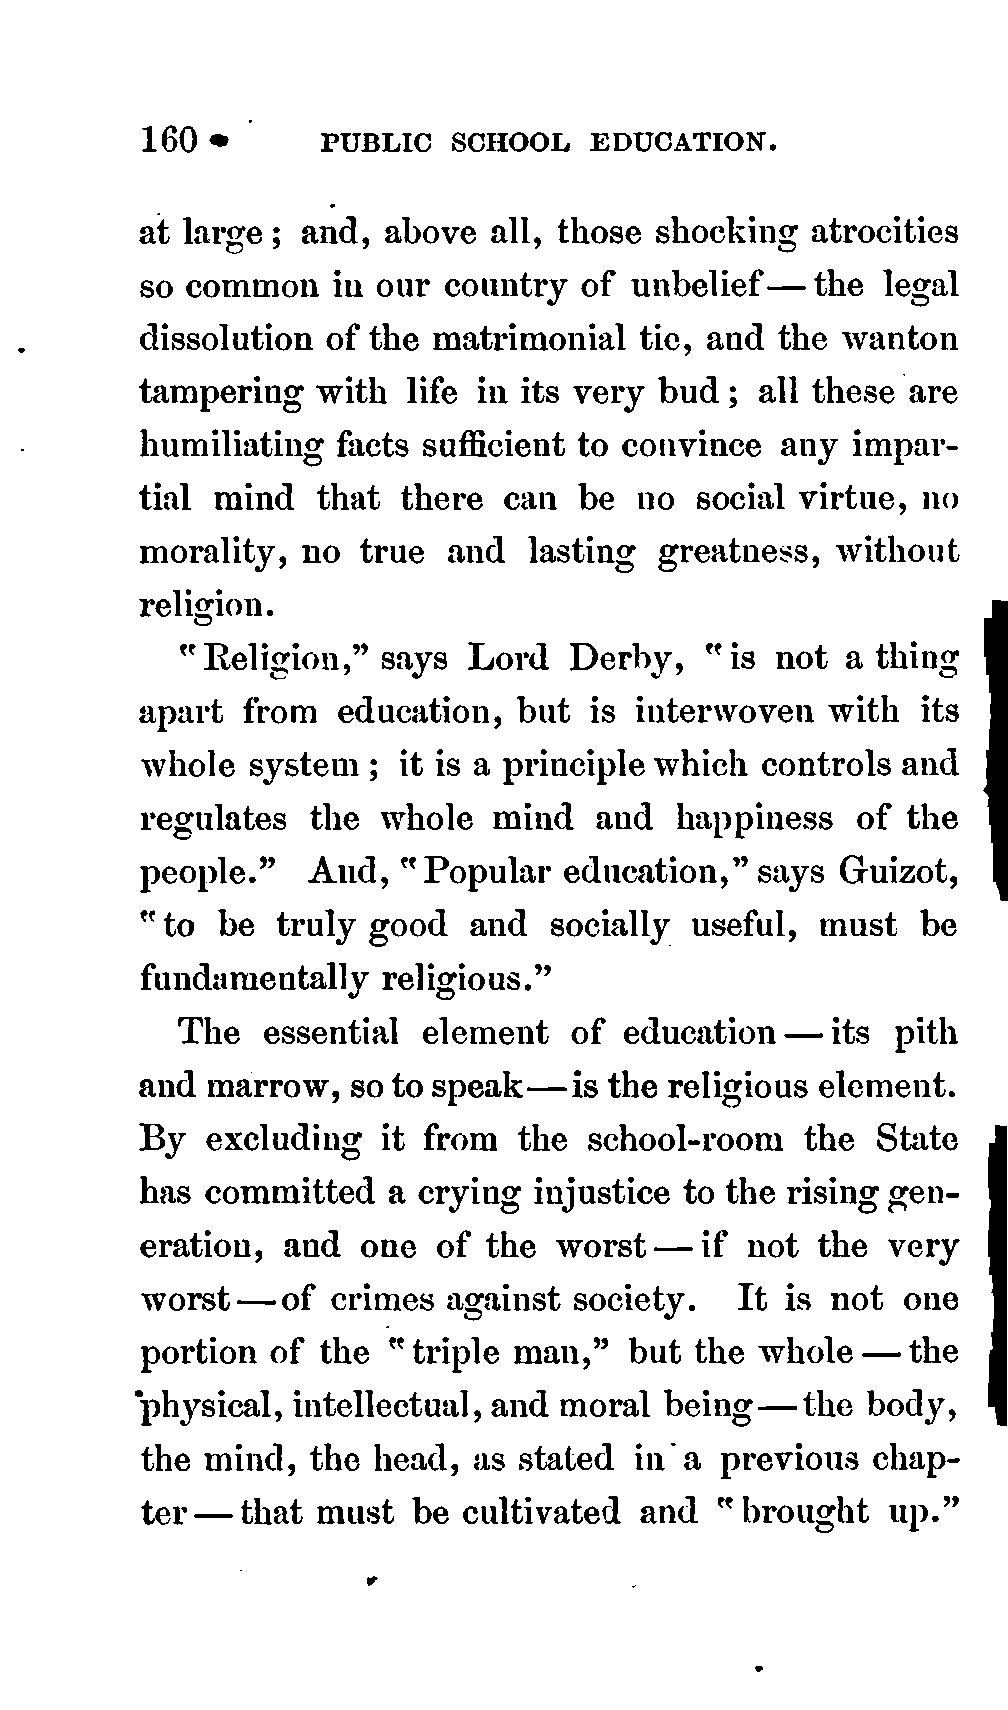 160 PUBLIC SCHOOL EDUCATION.
at large; and, above all, those shocking atrocities
so common in our country of unbelief—the legal
dissolution of the matrimonial tie, and the wanton
tampering with life in its very bud; all these are
humiliating facts sufficient to convince any impar-
tial mind that there can be no social virtue, no
morality, no true and lasting greatness, without
religion.
"Religion," says Lord Derby, "is not a thing
apart from education, but is interwoven with its
whole system; it is a principle which controls and
regulates the whole mind and happiness of the
people." And, "Popular education," says Guizot,
"to be truly good and socially useful, must be
fundamentally religious."
The essential element of education—its pith
and marrow, so to speak—is the religious element.
By excluding it from the school-room the State
has committed a crying injustice to the rising gen-
eration, and one of the worst—if not the very
worst—of crimes against society. It is not one
portion of the "triple man," but the whole—the
physical, intellectual, and moral being—the body,
the mind, the head, as stated in a previous chap-
ter—that must be cultivated and "brought up."